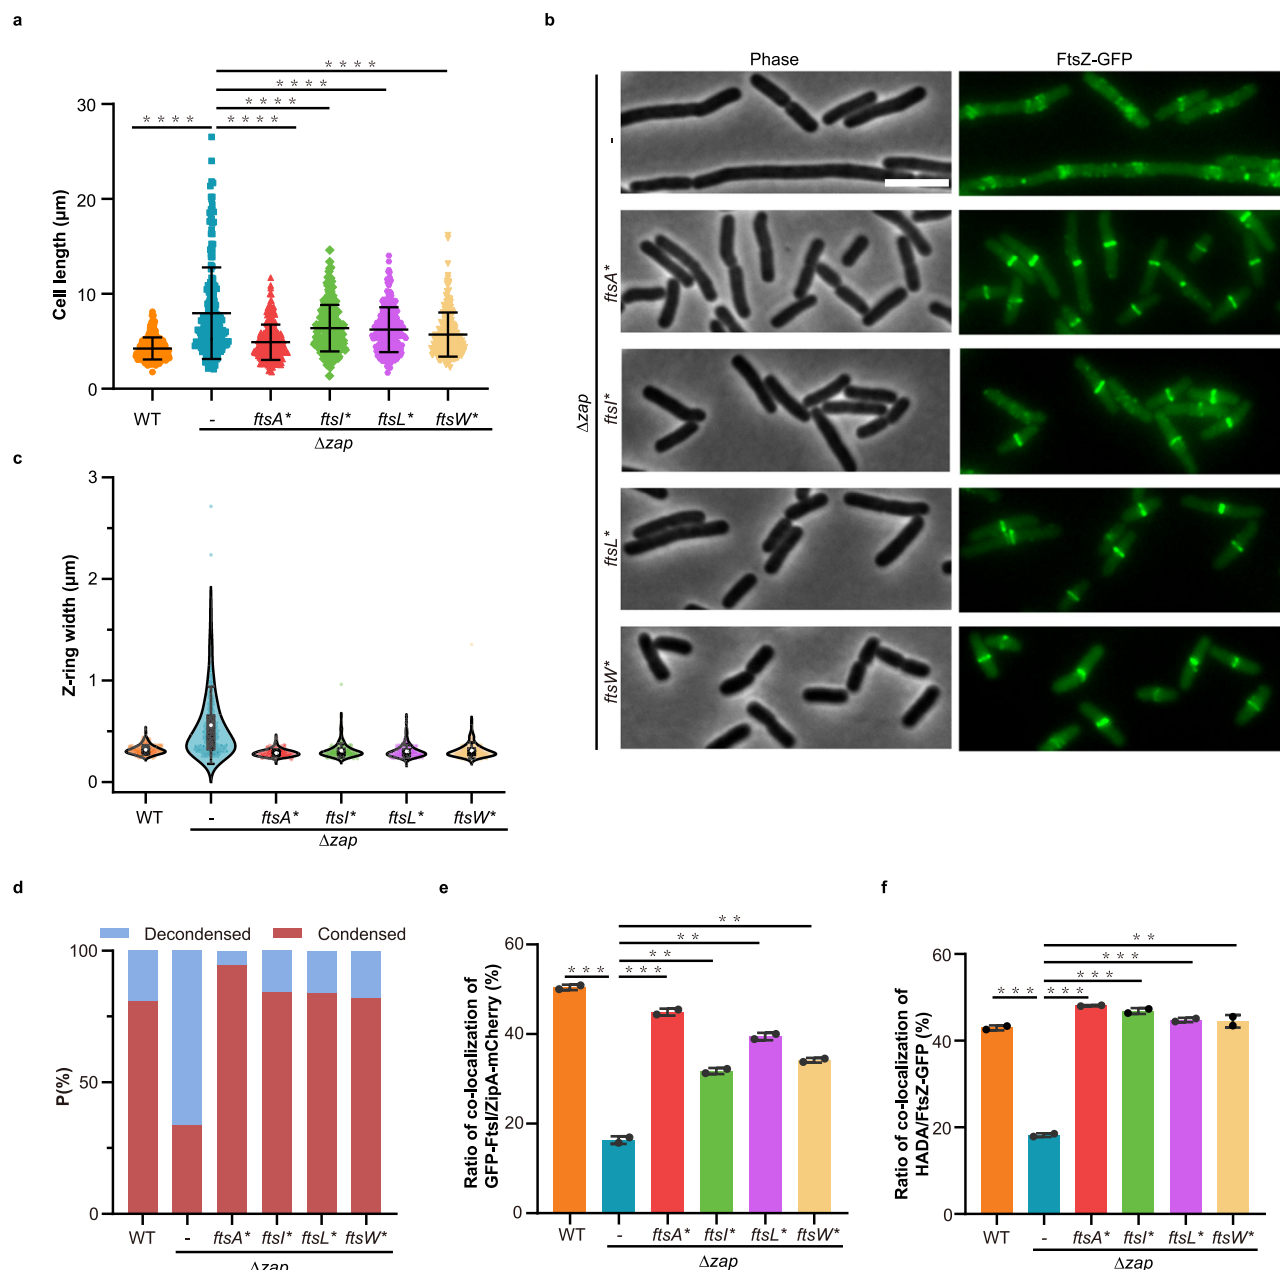 a
****
****
****
****
****
Cell length (µm)
30
20
10
0
WT
-
ftsA*
ftsI*
ftsL*
ftsW*
Δzap
b
Phase
FtsZ-GFP
Δzap
-
ftsA*
ftsI*
ftsL*
ftsW*
c
Z-ring width (µm)
3
2
1
0
WT
-
ftsA*
ftsI*
ftsL*
ftsW*
Δzap
d
Decondensed
Condensed
P(%)
100
50
0
WT
-
ftsA*
ftsI*
ftsL*
ftsW*
Δzap
e
**
**
**
***
***
Ratio of co-localization of
GFP-FtsI/ZipA-mCherry (%)
60
40
20
0
WT
-
ftsA*
ftsI*
ftsL*
ftsW*
Δzap
f
**
***
***
***
***
Ratio of co-localization of
HADA/FtsZ-GFP (%)
60
40
20
0
WT
-
ftsA*
ftsI*
ftsL*
ftsW*
Δzap